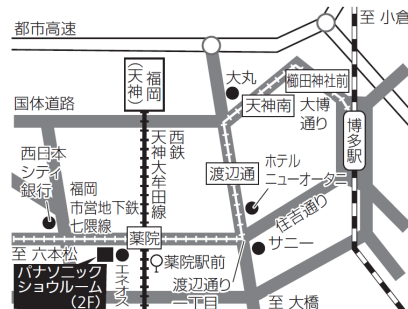 至 小倉
都市高速
福岡
(天神)
大丸
櫛田神社前
国体道路
天神南
大博
通り
博多駅
西鉄
天神大牟田線
西日本
シティ
銀行
福岡
市営地下鉄
七隈線
渡辺通
ホテル
ニューオータニ
住吉通り
薬院
サニー
至 六本松
パナソニック
ショウルーム
(2F)
エネオス
薬院駅前
渡辺通り
一丁目
至 大橋